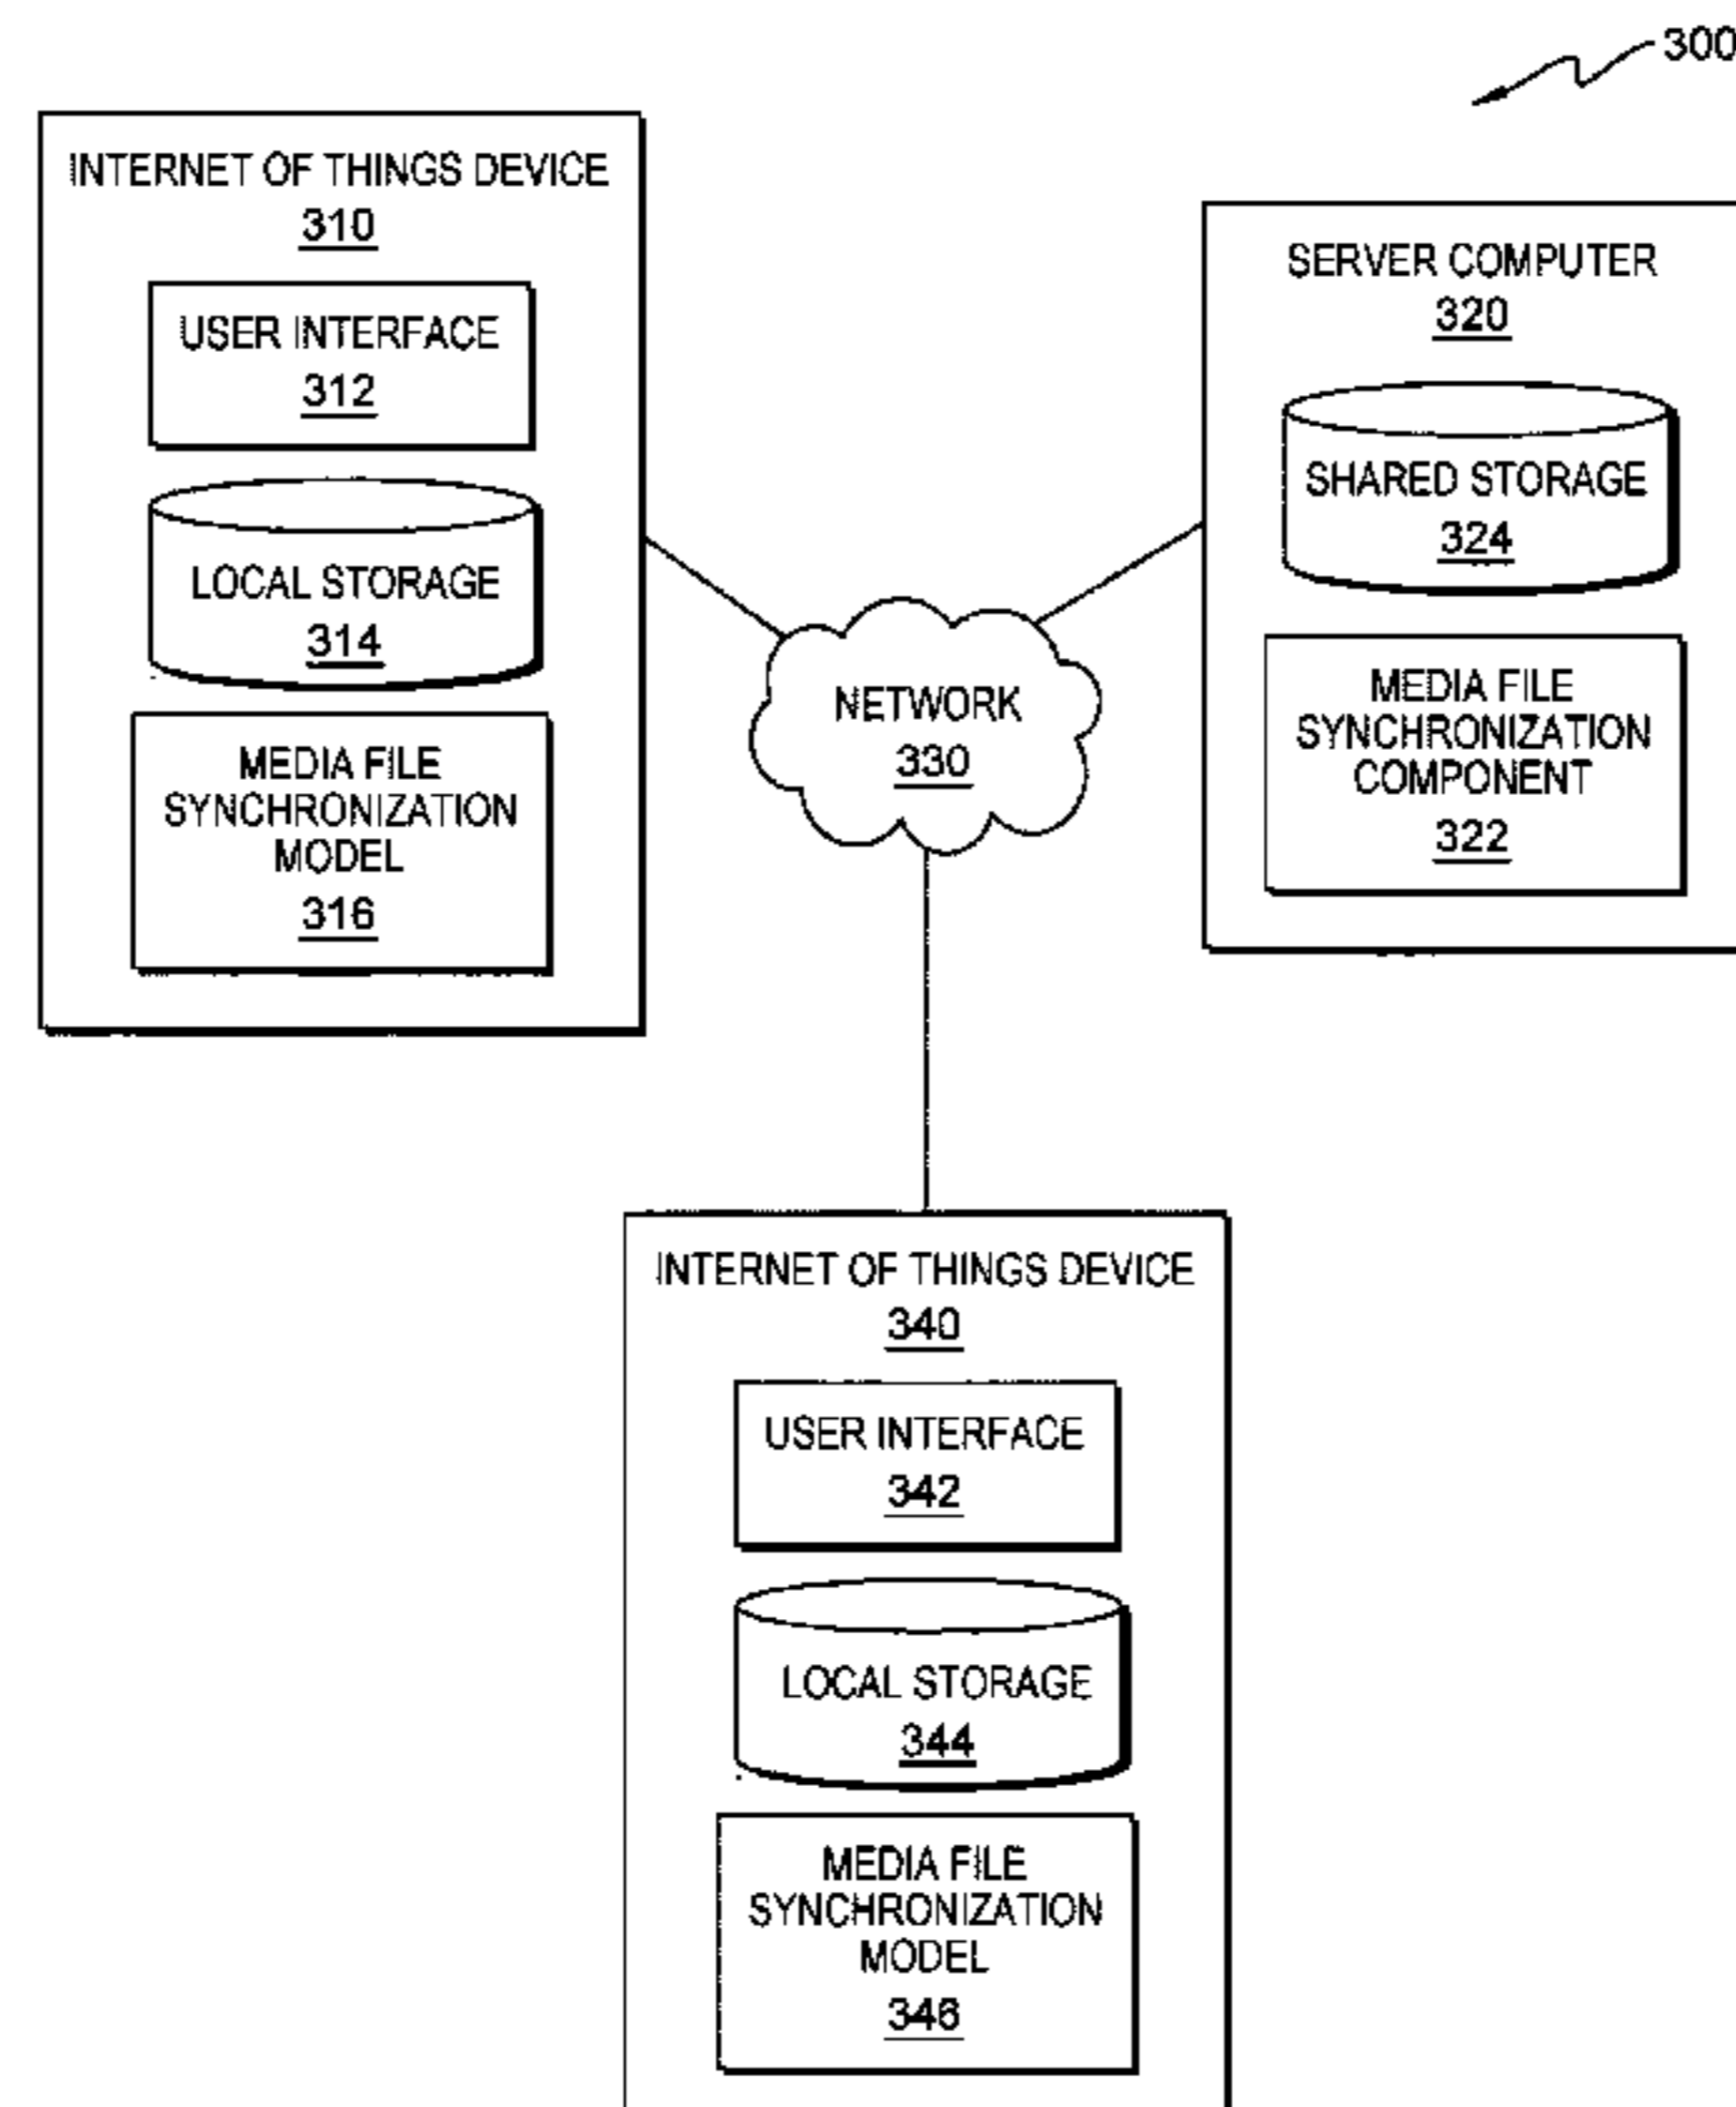 300
INTERNET OF THINGS DEVICE
310
USER INTERFACE
312
LOCAL STORAGE
314
MEDIA FILE
SYNCHRONIZATION
MODEL
316
SERVER COMPUTER
320
SHARED STORAGE
324
MEDIA FILE
SYNCHRONIZATION
COMPONENT
322
NETWORK
330
INTERNET OF THINGS DEVICE
340
USER INTERFACE
342
LOCAL STORAGE
344
MEDIA FILE
SYNCHRONIZATION
MODEL
346